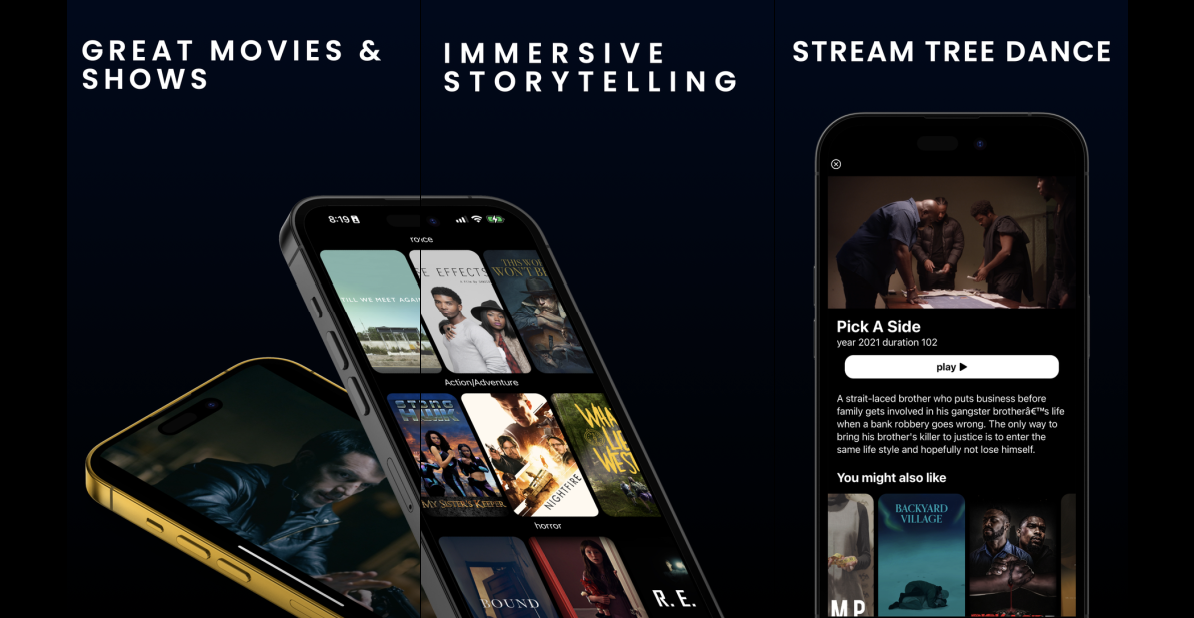 GREAT MOVIES &
SHOWS
IMMERSIVE
STORYTELLING
STREAM TREE DANCE
8:19
TILL WE MEET AGAIN
EFFECTS
THIS WO
WON'T B
Action/Adventure
MY SISTER'S KEEPER
NIGHTFIRE
WEST
horror
BOUND
R.E.
Pick A Side
year 2021 duration 102
play
A strait-laced brother who puts business before
family gets involved in his gangster brotherâ€™s life
when a bank robbery goes wrong. The only way to
bring his brother's killer to justice is to enter the
same life style and hopefully not lose himself.
You might also like
MP
BACKYARD
VILLAGE